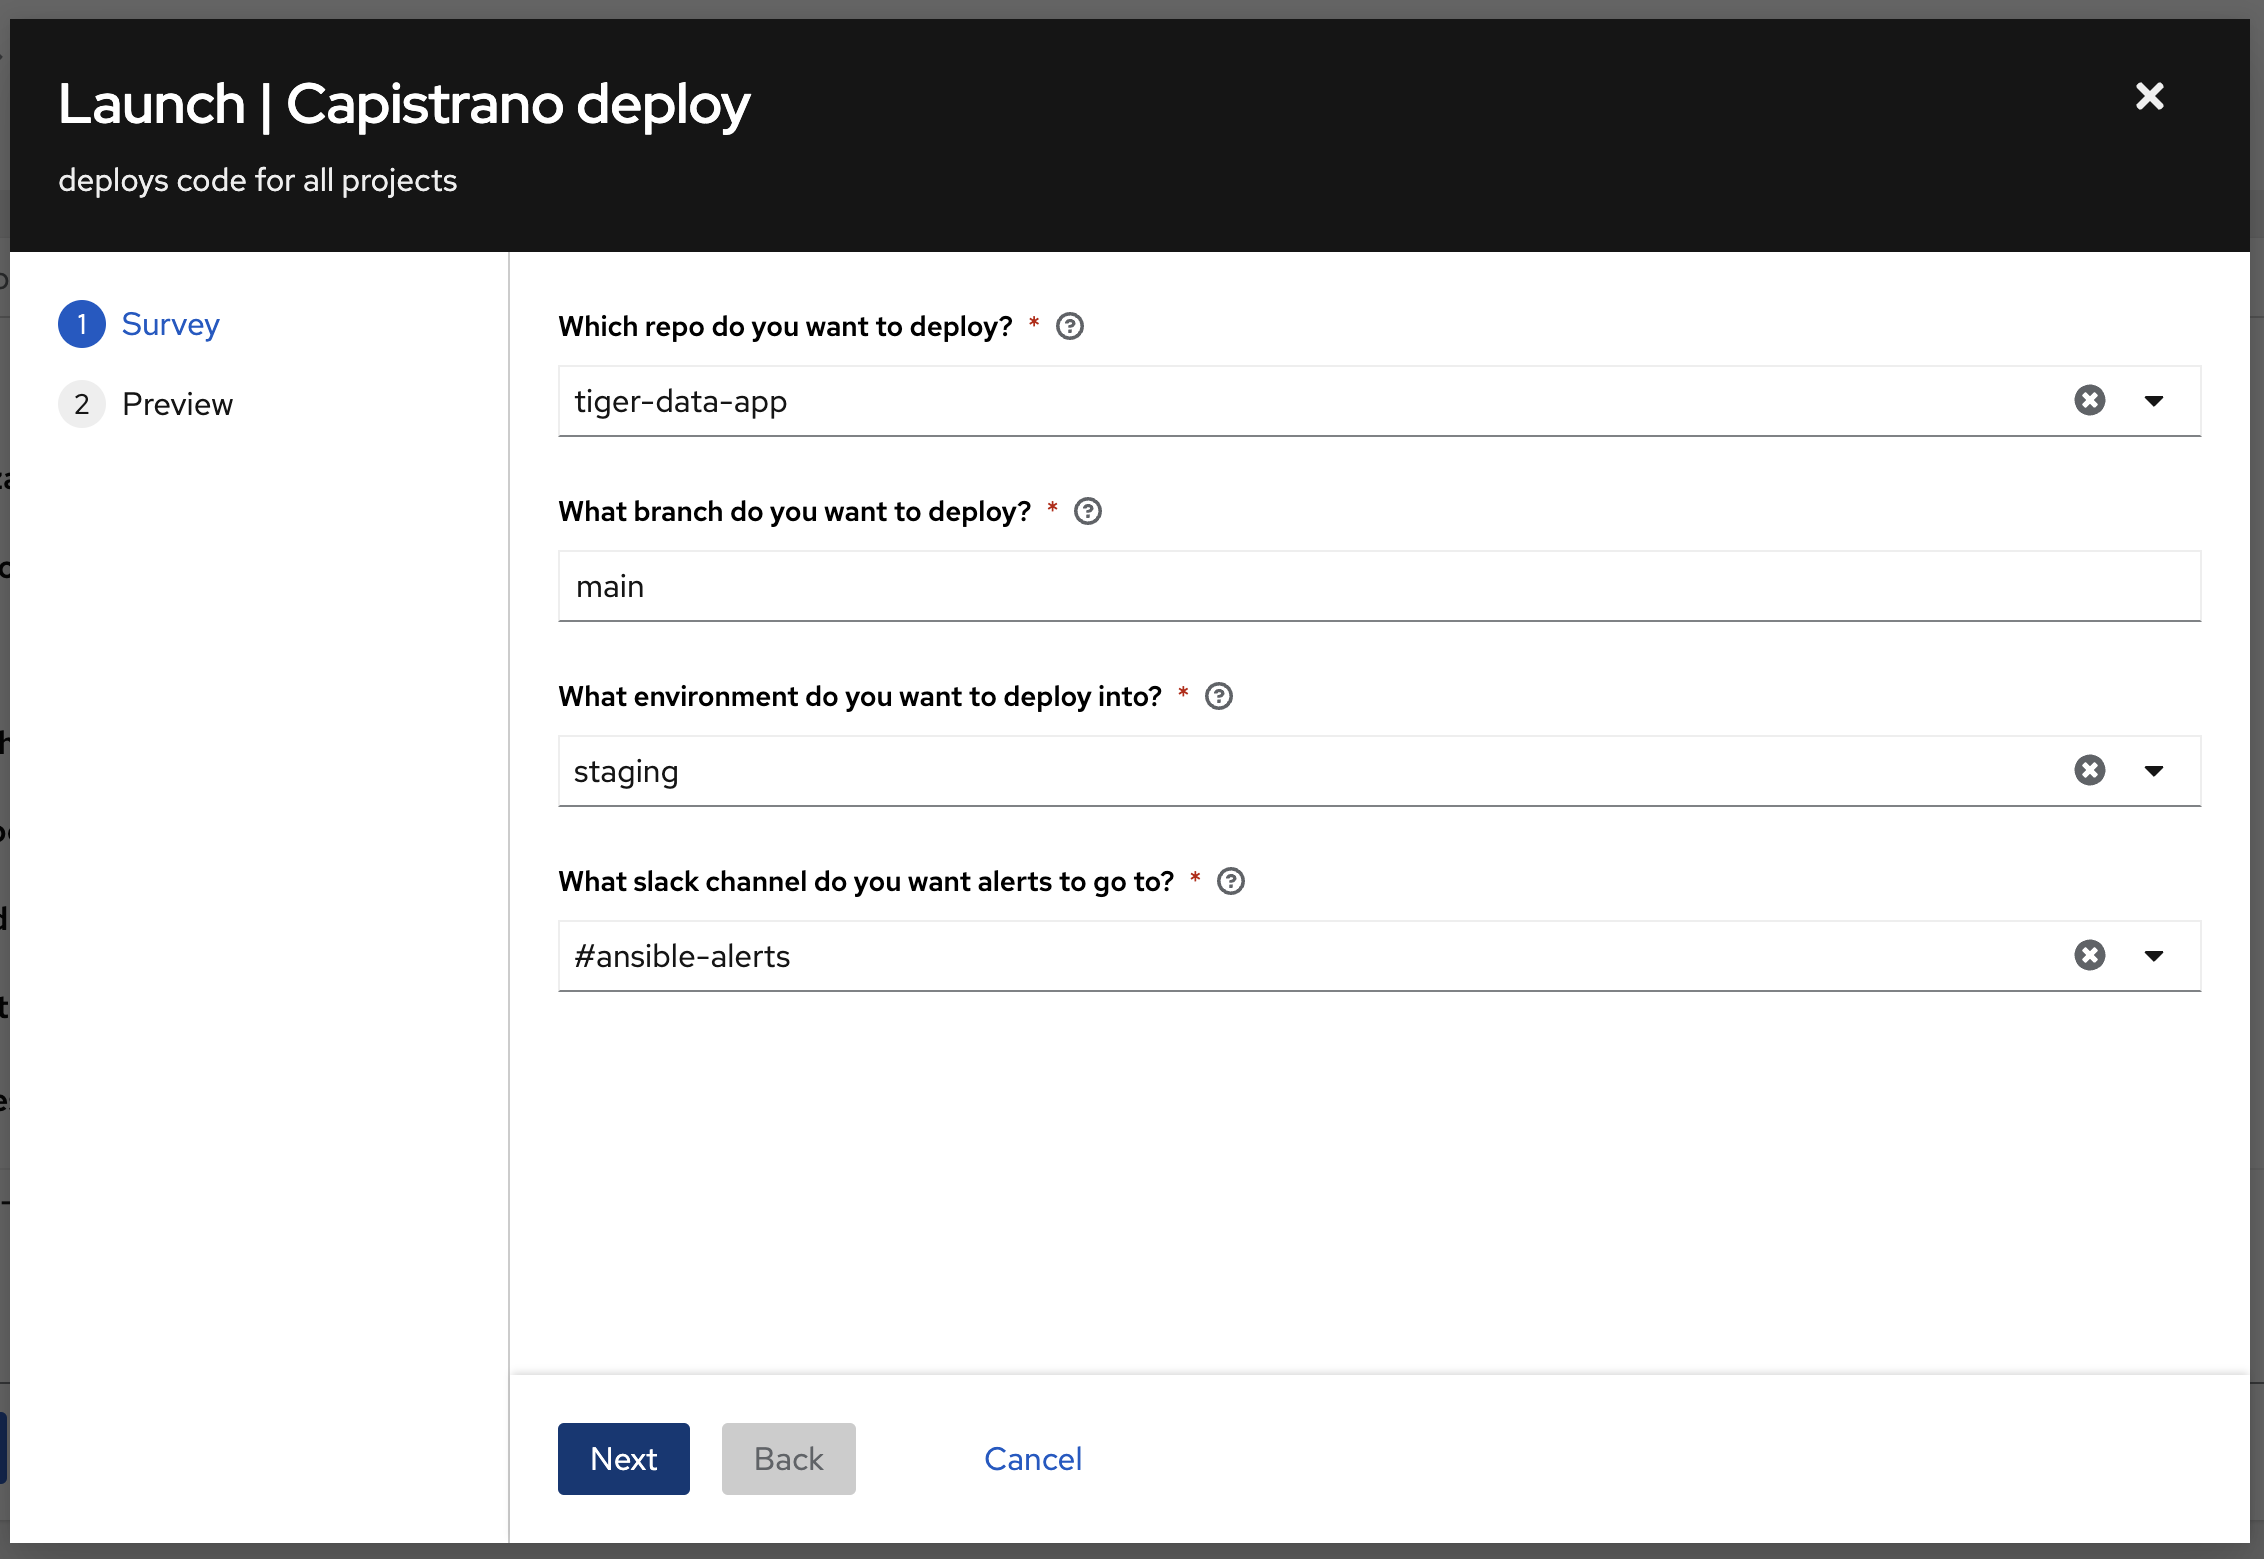 Launch | Capistrano deploy
deploys code for all projects
1 Survey
2 Preview
Which repo do you want to deploy? *
tiger-data-app
What branch do you want to deploy? *
main
What environment do you want to deploy into? *
staging
What slack channel do you want alerts to go to? *
#ansible-alerts
Next Back Cancel